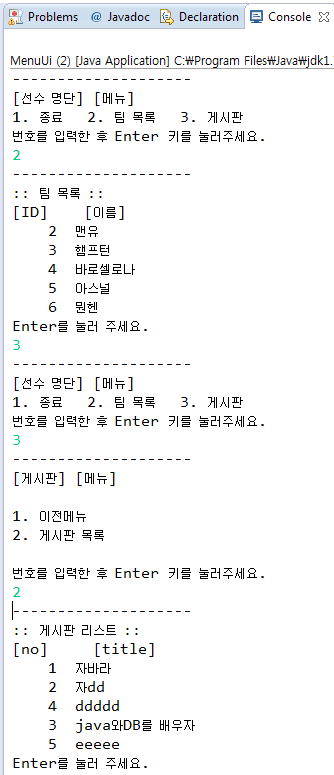 Problems @ Javadoc Declaration Console
MenuUi (2) [Java Application] C:₩Program Files₩Java₩jdk1.
--------------------
[선수 명단] [메뉴]
1. 종료 2. 팀 목록 3. 게시판
번호를 입력한 후 Enter 키를 눌러주세요.
2
--------------------
:: 팀 목록 ::
[ID] [이름]
2 맨유
3 햄프턴
4 바로셀로나
5 아스널
6 뭔헨
Enter를 눌러 주세요.
3
--------------------
[선수 명단] [메뉴]
1. 종료 2. 팀 목록 3. 게시판
번호를 입력한 후 Enter 키를 눌러주세요.
3
--------------------
[게시판] [메뉴]
1. 이전메뉴
2. 게시판 목록
번호를 입력한 후 Enter 키를 눌러주세요.
2
--------------------
:: 게시판 리스트 ::
[no] [title]
1 자바라
2 자dd
4 ddddd
3 java와DB를 배우자
5 eeeee
Enter를 눌러 주세요.